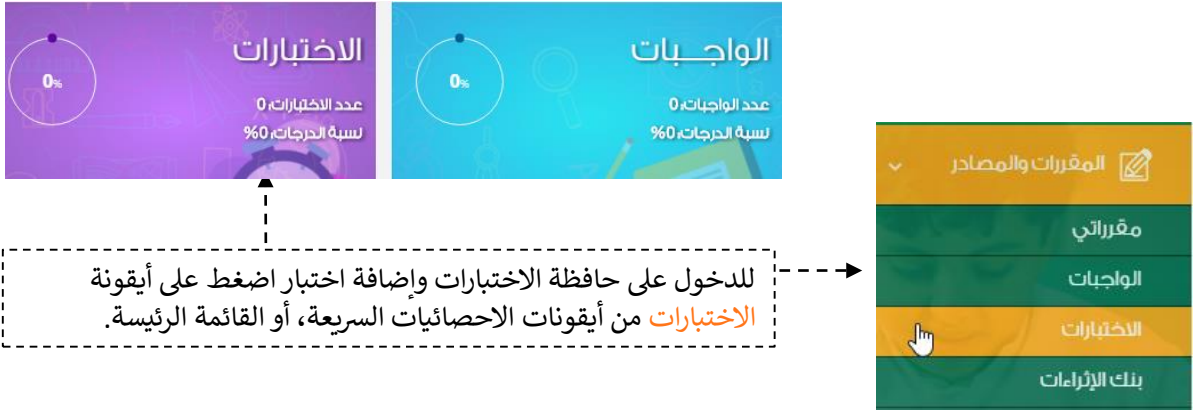 الاختبارات
0%
عدد الاختبارات: 0
نسبة الدرجات: 0%
الواجـــبات
0%
عدد الواجبات: 0
نسبة الدرجات: 0%
للدخول على حافظة الاختبارات وإضافة اختبار اضغط على أيقونة
الاختبارات من أيقونات الاحصائيات السريعة، أو القائمة الرئيسة.
المقررات والمصادر
مقرراتي
الواجبات
الاختبارات
بنك الإثراءات